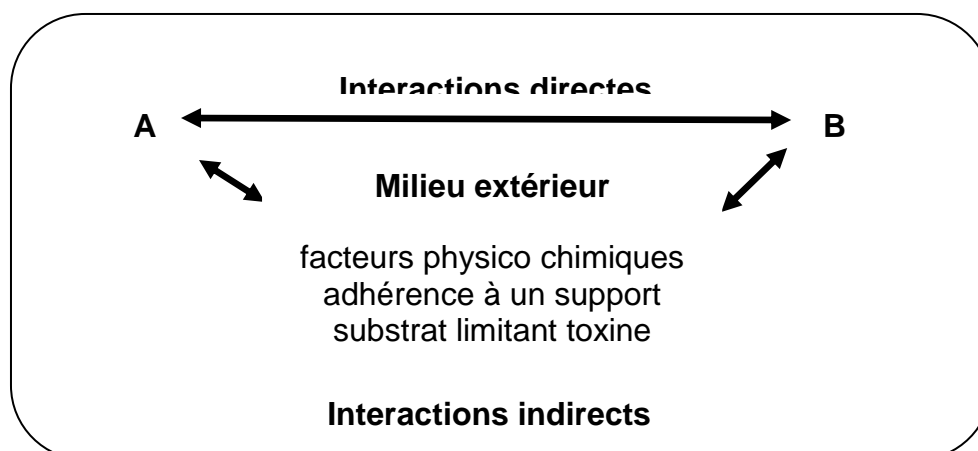 Interactions directes
A B
Milieu extérieur
facteurs physico chimiques
adhérence à un support
substrat limitant toxine
Interactions indirects